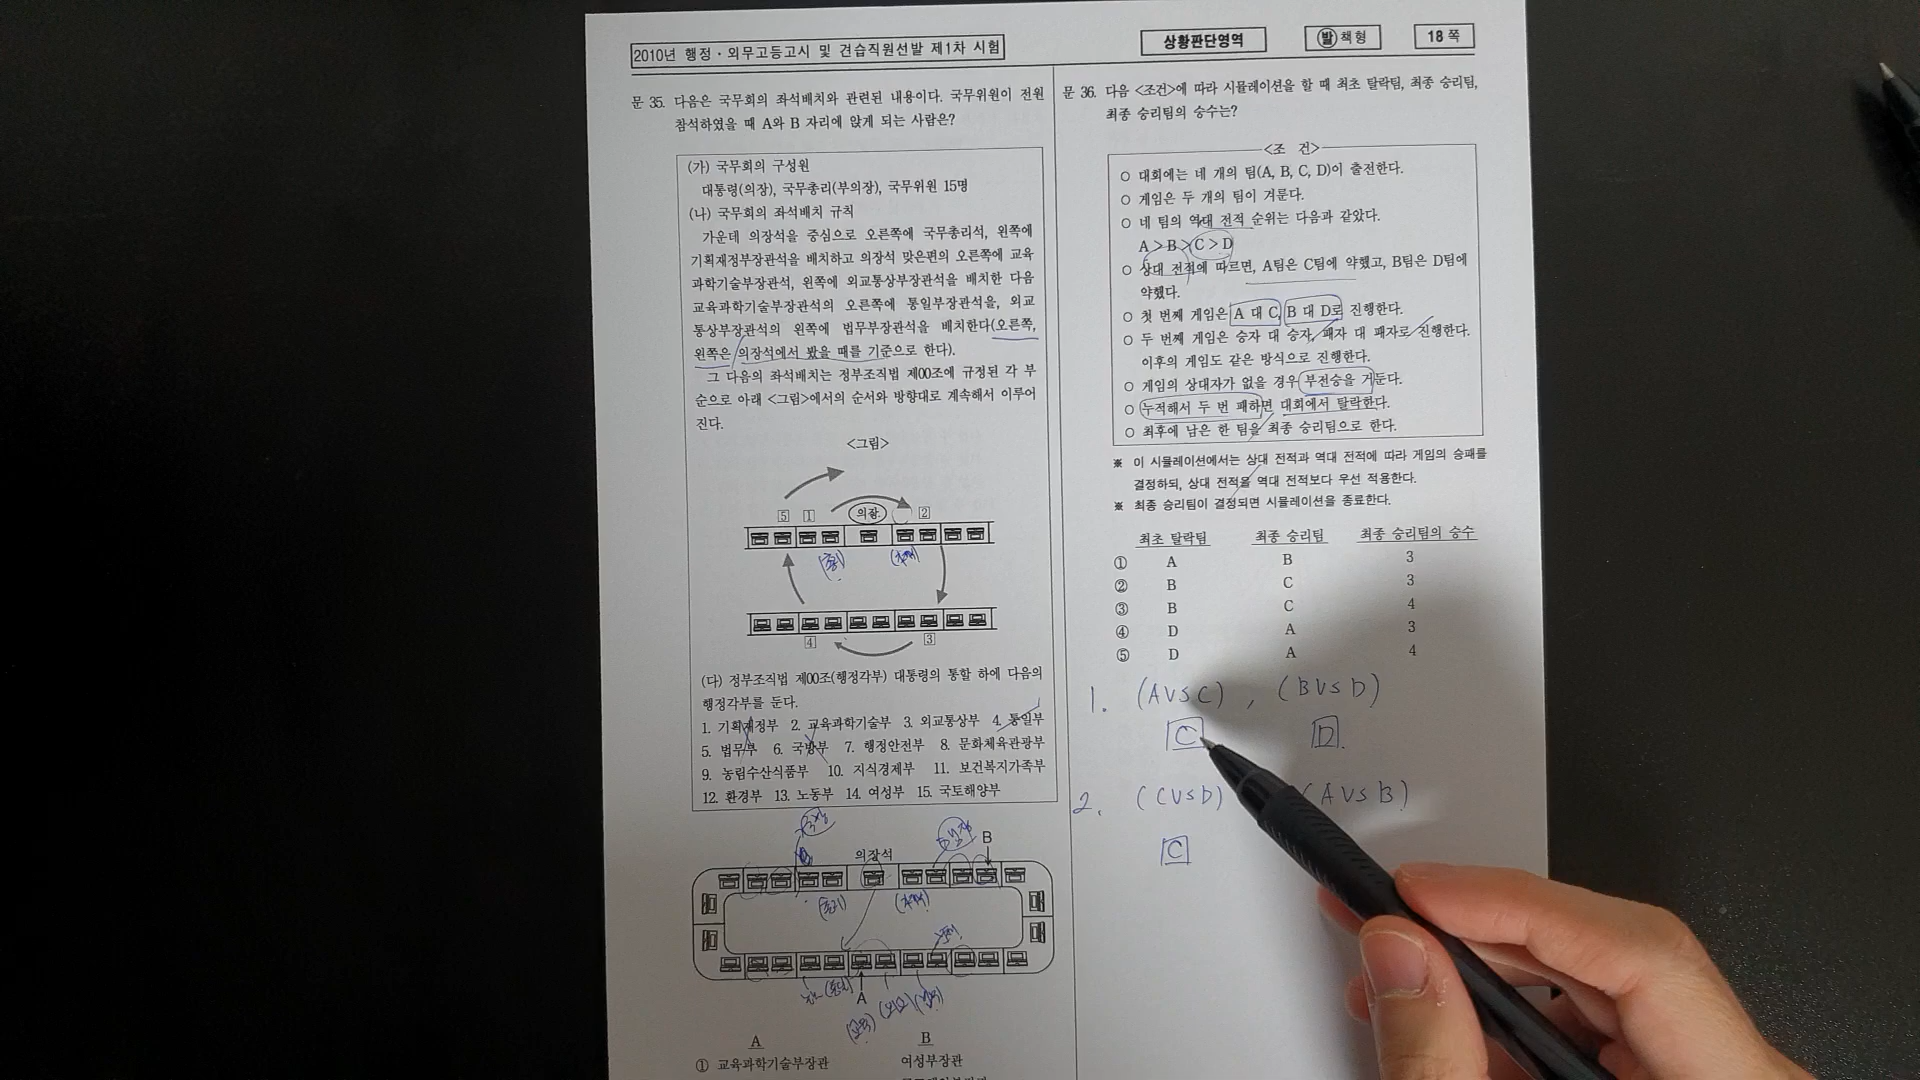 2010년 행정·외무고등고시 및 견습직원선발 제1차 시험
상황판단영역
발 책형
18 쪽
문 35. 다음은 국무회의 좌석배치와 관련된 내용이다. 국무위원이 전원
참석하였을 때 A와 B 자리에 앉게 되는 사람은?
(가) 국무회의 구성원
대통령(의장), 국무총리(부의장), 국무위원 15명
(나) 국무회의 좌석배치 규칙
가운데 의장석을 중심으로 오른쪽에 국무총리석, 왼쪽에
기획재정부장관석을 배치하고 의장석 맞은편의 오른쪽에 교육
과학기술부장관석, 왼쪽에 외교통상부장관석을 배치한 다음
교육과학기술부장관석의 오른쪽에 통일부장관석을, 외교
통상부장관석의 왼쪽에 법무부장관석을 배치한다(오른쪽,
왼쪽은 의장석에서 봤을 때를 기준으로 한다).
그 다음의 좌석배치는 정부조직법 제00조에 규정된 각 부
순으로 아래 <그림>에서의 순서와 방향대로 계속해서 이루어
진다.
<그림>
5 1 의장 2
(총리)
4 3
(다) 정부조직법 제00조(행정각부) 대통령의 통할 하에 다음의
행정각부를 둔다.
1. 기획재정부 2. 교육과학기술부 3. 외교통상부 4. 통일부
5. 법무부 6. 국방부 7. 행정안전부 8. 문화체육관광부
9. 농림수산식품부 10. 지식경제부 11. 보건복지가족부
12. 환경부 13. 노동부 14. 여성부 15. 국토해양부
의장석 B
(총리)
A
A B
① 교육과학기술부장관 여성부장관
문 36. 다음 <조건>에 따라 시뮬레이션을 할 때 최초 탈락팀, 최종 승리팀,
최종 승리팀의 승수는?
<조 건>
○ 대회에는 네 개의 팀(A, B, C, D)이 출전한다.
○ 게임은 두 개의 팀이 겨룬다.
○ 네 팀의 역대 전적 순위는 다음과 같았다.
A > B > C > D
○ 상대 전적에 따르면, A팀은 C팀에 약했고, B팀은 D팀에
약했다.
○ 첫 번째 게임은 A 대 C, B 대 D로 진행한다.
○ 두 번째 게임은 승자 대 승자, 패자 대 패자로 진행한다.
이후의 게임도 같은 방식으로 진행한다.
○ 게임의 상대자가 없을 경우 부전승을 거둔다.
○ 누적해서 두 번 패하면 대회에서 탈락한다.
○ 최후에 남은 한 팀을 최종 승리팀으로 한다.
※ 이 시뮬레이션에서는 상대 전적과 역대 전적에 따라 게임의 승패를
결정하되, 상대 전적을 역대 전적보다 우선 적용한다.
※ 최종 승리팀이 결정되면 시뮬레이션을 종료한다.
최초 탈락팀 최종 승리팀 최종 승리팀의 승수
① A B 3
② B C 3
③ B C 4
④ D A 3
⑤ D A 4
1. (A VS C) , (B VS D)
C D.
2. (C VS D) (A VS B)
C